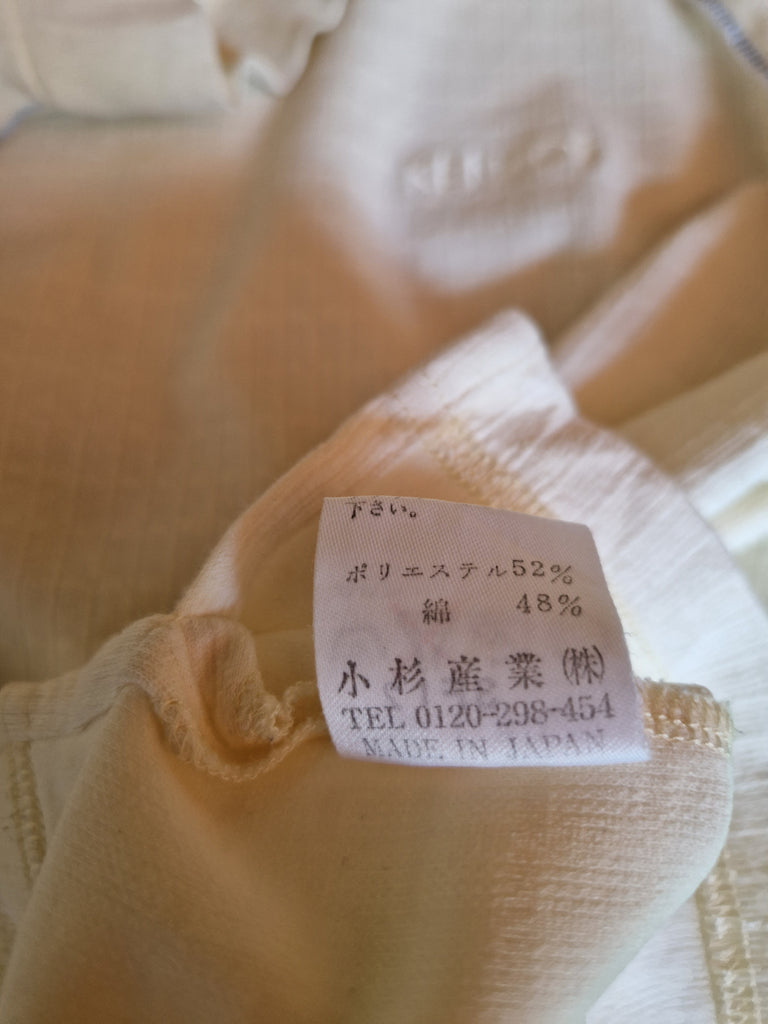 下さい。
ポリエステル52%
綿 48%
小杉産業(株)
TEL 0120-298-454
MADE IN JAPAN